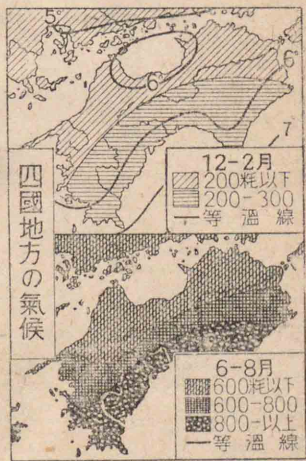 四國地方の氣候
5
6
6
7
12-2月
200粍以下
200-300
等溫線
6-8月
600粍以下
600-800
800-以上
等溫線